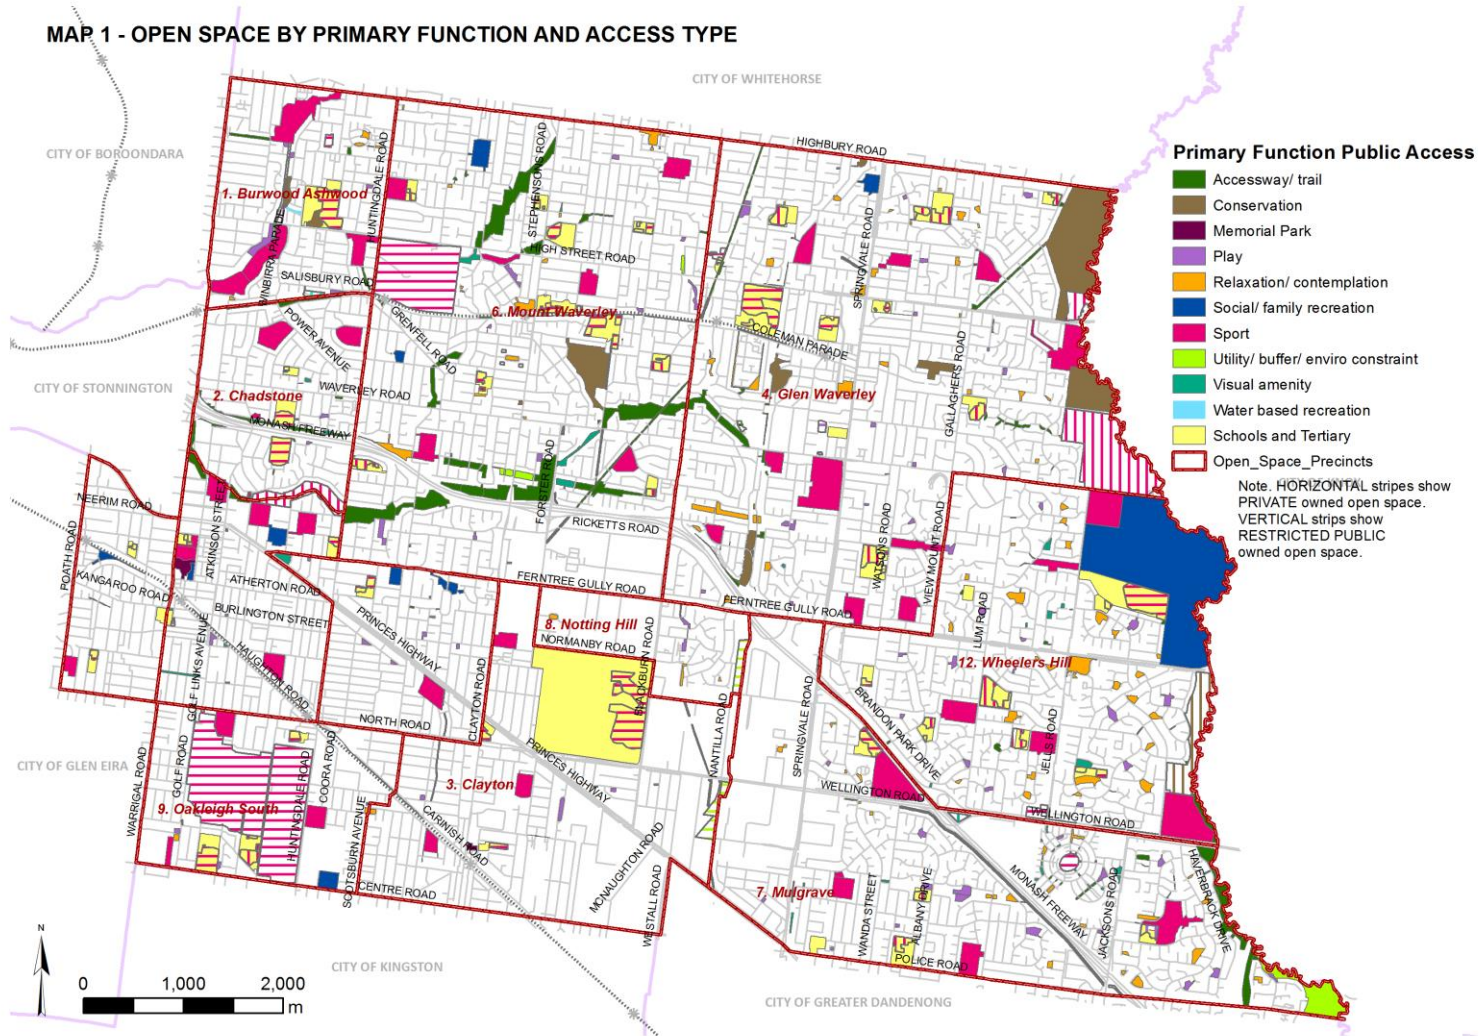 MAP 1 - OPEN SPACE BY PRIMARY FUNCTION AND ACCESS TYPE
CITY OF WHITEHORSE
HIGHBURY ROAD
CITY OF BOROONDARA
1. Burwood Ashwood
HUNTINGDALE ROAD
STEPHENSONS ROAD
HIGH STREET ROAD
SPRINGVALE ROAD
WINBIRRA PARADE
SALISBURY ROAD
6. Mount Waverley
POWER AVENUE
GRENFELL ROAD
COLEMAN PARADE
CITY OF STONNINGTON
2. Chadstone
WAVERLEY ROAD
4. Glen Waverley
GALLAGHERS ROAD
MONASH FREEWAY
NEERIM ROAD
ATKINSON STREET
FORSTER ROAD
RICKETTS ROAD
POATH ROAD
WATSONS ROAD
VIEW MOUNT ROAD
KANGAROO ROAD
ATHERTON ROAD
FERNTREE GULLY ROAD
FERNTREE GULLY ROAD
BURLINGTON STREET
PRINCES HIGHWAY
8. Notting Hill
NORMANBY ROAD
BLACKBURN ROAD
LUM ROAD
12. Wheelers Hill
GOLF LINKS AVENUE
HAUGHTON ROAD
CLAYTON ROAD
NORTH ROAD
NANTILLA ROAD
SPRINGVALE ROAD
BRANDON PARK DRIVE
JELLS ROAD
CITY OF GLEN EIRA
WARRIGAL ROAD
GOLF ROAD
HUNTINGDALE ROAD
COORA ROAD
PRINCES HIGHWAY
3. Clayton
9. Oakleigh South
CARINISH ROAD
WELLINGTON ROAD
WELLINGTON ROAD
SCOTSBURN AVENUE
CENTRE ROAD
MONAUGHTON ROAD
WESTALL ROAD
7. Mulgrave
WANDA STREET
ALBANY DRIVE
MONASH FREEWAY
JACKSONS ROAD
HAVERBRACK DRIVE
POLICE ROAD
CITY OF KINGSTON
CITY OF GREATER DANDENONG
N
0 1,000 2,000
m
Primary Function Public Access
Accessway/ trail
Conservation
Memorial Park
Play
Relaxation/ contemplation
Social/ family recreation
Sport
Utility/ buffer/ enviro constraint
Visual amenity
Water based recreation
Schools and Tertiary
Open_Space_Precincts
Note. HORIZONTAL stripes show
PRIVATE owned open space.
VERTICAL strips show
RESTRICTED PUBLIC
owned open space.